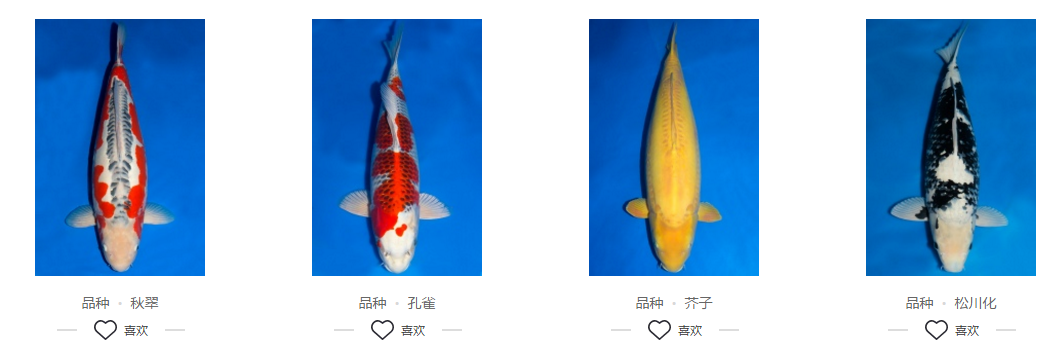 品种 • 秋翠
喜欢
品种 • 孔雀
喜欢
品种 • 芥子
喜欢
品种 • 松川化
喜欢